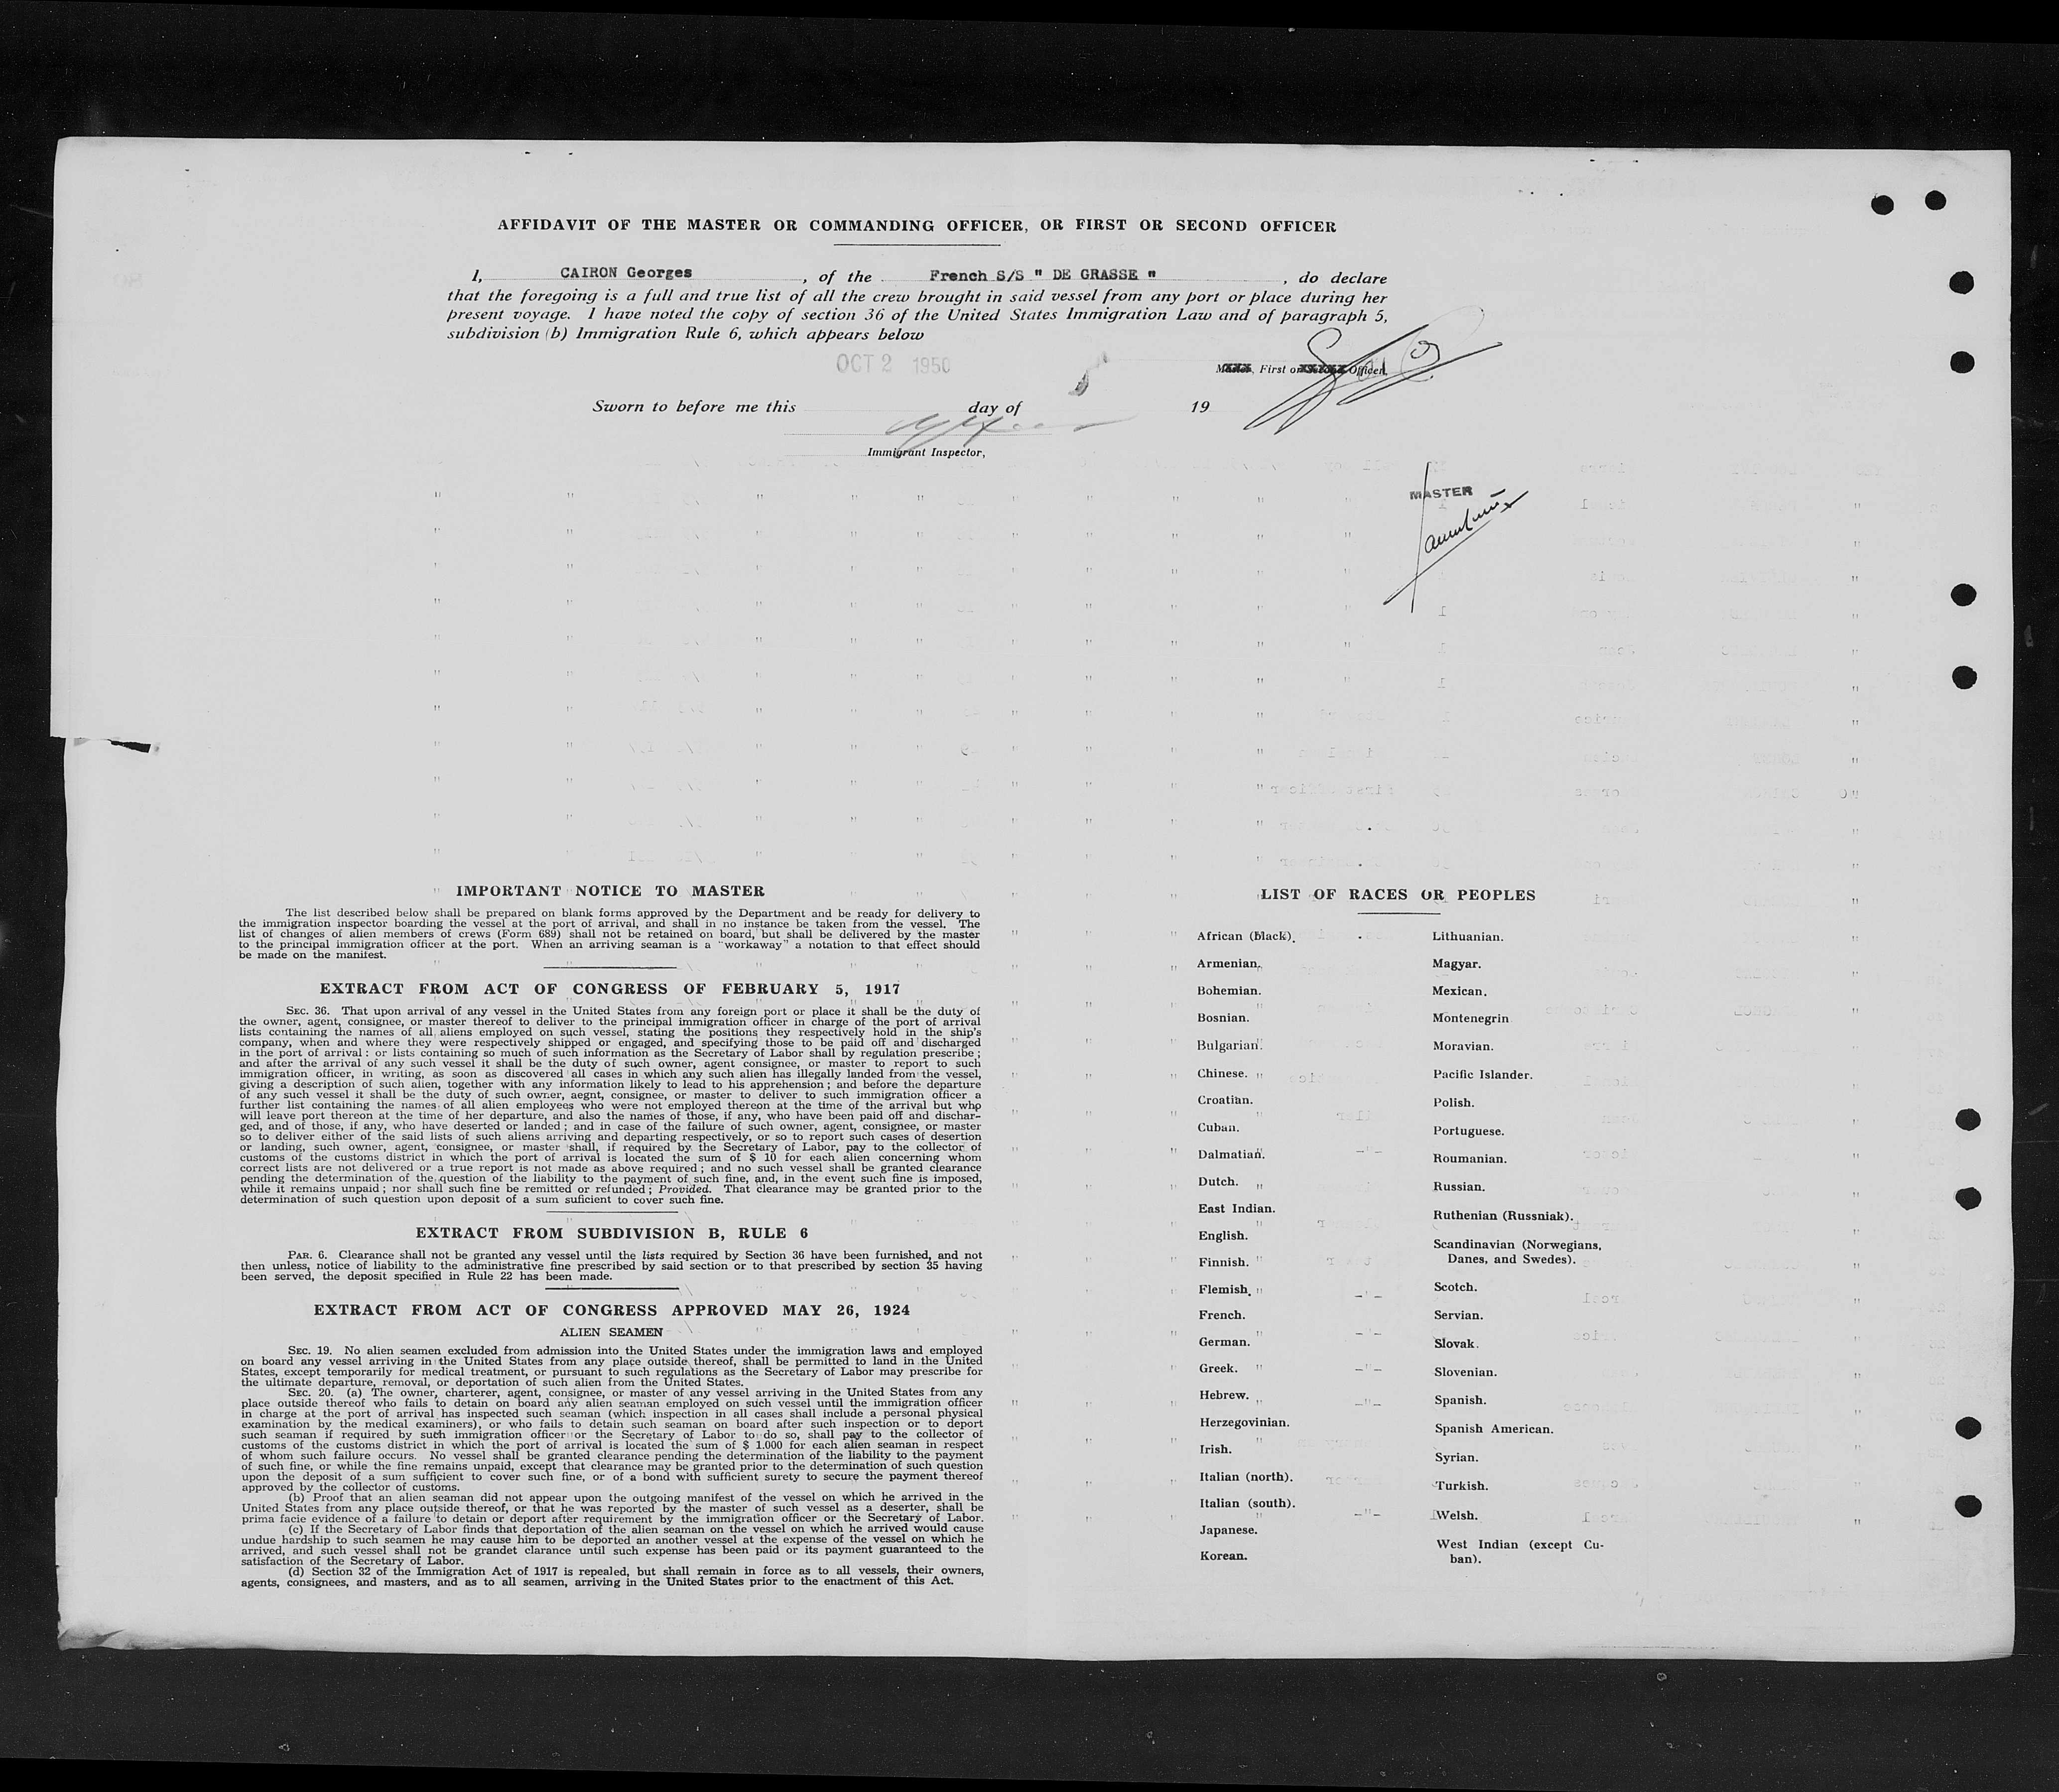 AFFIDAVIT OF THE MASTER OR COMMANDING OFFICER, OR FIRST OR SECOND OFFICER
I, CAIRON Georges, of the French S/S " DE GRASSE ", do declare
that the foregoing is a full and true list of all the crew brought in said vessel from any port or place during her
present voyage. I have noted the copy of section 36 of the United States Immigration Law and of paragraph 5,
subdivision (b) Immigration Rule 6, which appears below
OCT 2 1950
First or Officer,
Sworn to before me this day of 19
Immigrant Inspector,
MASTER
IMPORTANT NOTICE TO MASTER
The list described below shall be prepared on blank forms approved by the Department and be ready for delivery to
the immigration inspector boarding the vessel at the port of arrival, and shall in no instance be taken from the vessel. The
list of changes of alien members of crews (Form 689) shall not be retained on board, but shall be delivered by the master
to the principal immigration officer at the port. When an arriving seaman is a "workaway" a notation to that effect should
be made on the manifest.
EXTRACT FROM ACT OF CONGRESS OF FEBRUARY 5, 1917
SEC. 36. That upon arrival of any vessel in the United States from any foreign port or place it shall be the duty of
the owner, agent, consignee, or master thereof to deliver to the principal immigration officer in charge of the port of arrival
lists containing the names of all aliens employed on such vessel, stating the positions they respectively hold in the ship's
company, when and where they were respectively shipped or engaged, and specifying those to be paid off and discharged
in the port of arrival : or lists containing so much of such information as the Secretary of Labor shall by regulation prescribe ;
and after the arrival of any such vessel it shall be the duty of such owner, agent consignee, or master to report to such
immigration officer, in writing, as soon as discovered all cases in which any such alien has illegally landed from the vessel,
giving a description of such alien, together with any information likely to lead to his apprehension ; and before the departure
of any such vessel it shall be the duty of such owner, aegnt, consignee, or master to deliver to such immigration officer a
further list containing the names of all alien employees who were not employed thereon at the time of the arrival but who
will leave port thereon at the time of her departure, and also the names of those, if any, who have been paid off and dischar-
ged, and of those, if any, who have deserted or landed ; and in case of the failure of such owner, agent, consignee, or master
so to deliver either of the said lists of such aliens arriving and departing respectively, or so to report such cases of desertion
or landing, such owner, agent, consignee, or master shall, if required by the Secretary of Labor, pay to the collector of
customs of the customs district in which the port of arrival is located the sum of $ 10 for each alien concerning whom
correct lists are not delivered or a true report is not made as above required ; and no such vessel shall be granted clearance
pending the determination of the question of the liability to the payment of such fine, and, in the event such fine is imposed,
while it remains unpaid ; nor shall such fine be remitted or refunded ; Provided. That clearance may be granted prior to the
determination of such question upon deposit of a sum suficient to cover such fine.
EXTRACT FROM SUBDIVISION B, RULE 6
PAR. 6. Clearance shall not be granted any vessel until the lists required by Section 36 have been furnished, and not
then unless, notice of liability to the administrative fine prescribed by said section or to that prescribed by section 35 having
been served, the deposit specified in Rule 22 has been made.
EXTRACT FROM ACT OF CONGRESS APPROVED MAY 26, 1924
ALIEN SEAMEN
SEC. 19. No alien seamen excluded from admission into the United States under the immigration laws and employed
on board any vessel arriving in the United States from any place outside thereof, shall be permitted to land in the United
States, except temporarily for medical treatment, or pursuant to such regulations as the Secretary of Labor may prescribe for
the ultimate departure, removal, or deportation of such alien from the United States.
SEC. 20. (a) The owner, charterer, agent, consignee, or master of any vessel arriving in the United States from any
place outside thereof who fails to detain on board any alien seaman employed on such vessel until the immigration officer
in charge at the port of arrival has inspected such seaman (which inspection in all cases shall include a personal physical
examination by the medical examiners), or who fails to detain such seaman on board after such inspection or to deport
such seaman if required by such immigration officer or the Secretary of Labor to do so, shall pay to the collector of
customs of the customs district in which the port of arrival is located the sum of $ 1.000 for each alien seaman in respect
of whom such failure occurs. No vessel shall be granted clearance pending the determination of the liability to the payment
of such fine, or while the fine remains unpaid, except that clearance may be granted prior to the determination of such question
upon the deposit of a sum sufficient to cover such fine, or of a bond with sufficient surety to secure the payment thereof
approved by the collector of customs.
(b) Proof that an alien seaman did not appear upon the outgoing manifest of the vessel on which he arrived in the
United States from any place outside thereof, or that he was reported by the master of such vessel as a deserter, shall be
prima facie evidence of a failure to detain or deport after requirement by the immigration officer or the Secretary of Labor.
(c) If the Secretary of Labor finds that deportation of the alien seaman on the vessel on which he arrived would cause
undue hardship to such seamen he may cause him to be deported an another vessel at the expense of the vessel on which he
arrived, and such vessel shall not be grandet clarance until such expense has been paid or its payment guaranteed to the
satisfaction of the Secretary of Labor.
(d) Section 32 of the Immigration Act of 1917 is repealed, but shall remain in force as to all vessels, their owners,
agents, consignees, and masters, and as to all seamen, arriving in the United States prior to the enactment of this Act.
LIST OF RACES OR PEOPLES
African (black).
Armenian.
Bohemian.
Bosnian.
Bulgarian.
Chinese.
Croatian.
Cuban.
Dalmatian.
Dutch.
East Indian.
English.
Finnish.
Flemish.
French.
German.
Greek.
Hebrew.
Herzegovinian.
Irish.
Italian (north).
Italian (south).
Japanese.
Korean.
Lithuanian.
Magyar.
Mexican.
Montenegrin
Moravian.
Pacific Islander.
Polish.
Portuguese.
Roumanian.
Russian.
Ruthenian (Russniak).
Scandinavian (Norwegians,
Danes, and Swedes).
Scotch.
Servian.
Slovak.
Slovenian.
Spanish.
Spanish American.
Syrian.
Turkish.
Welsh.
West Indian (except Cu-
ban).